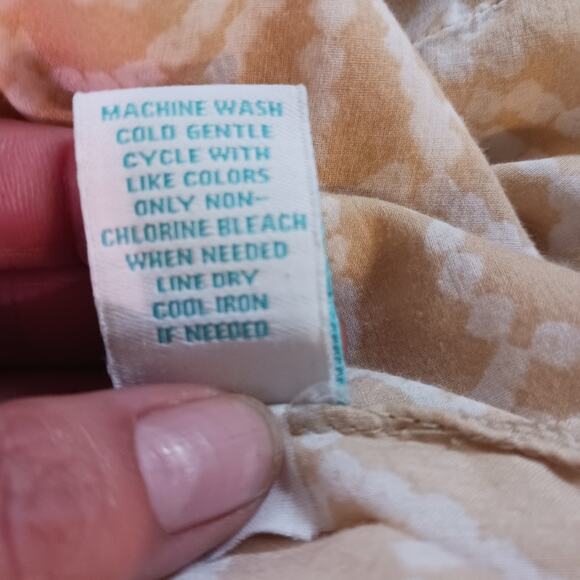 MACHINE WASH
COLD GENTLE
CYCLE WITH
LIKE COLORS
ONLY NON-
CHLORINE BLEACH
WHEN NEEDED
LINE DRY
COOL IRON
IF NEEDED